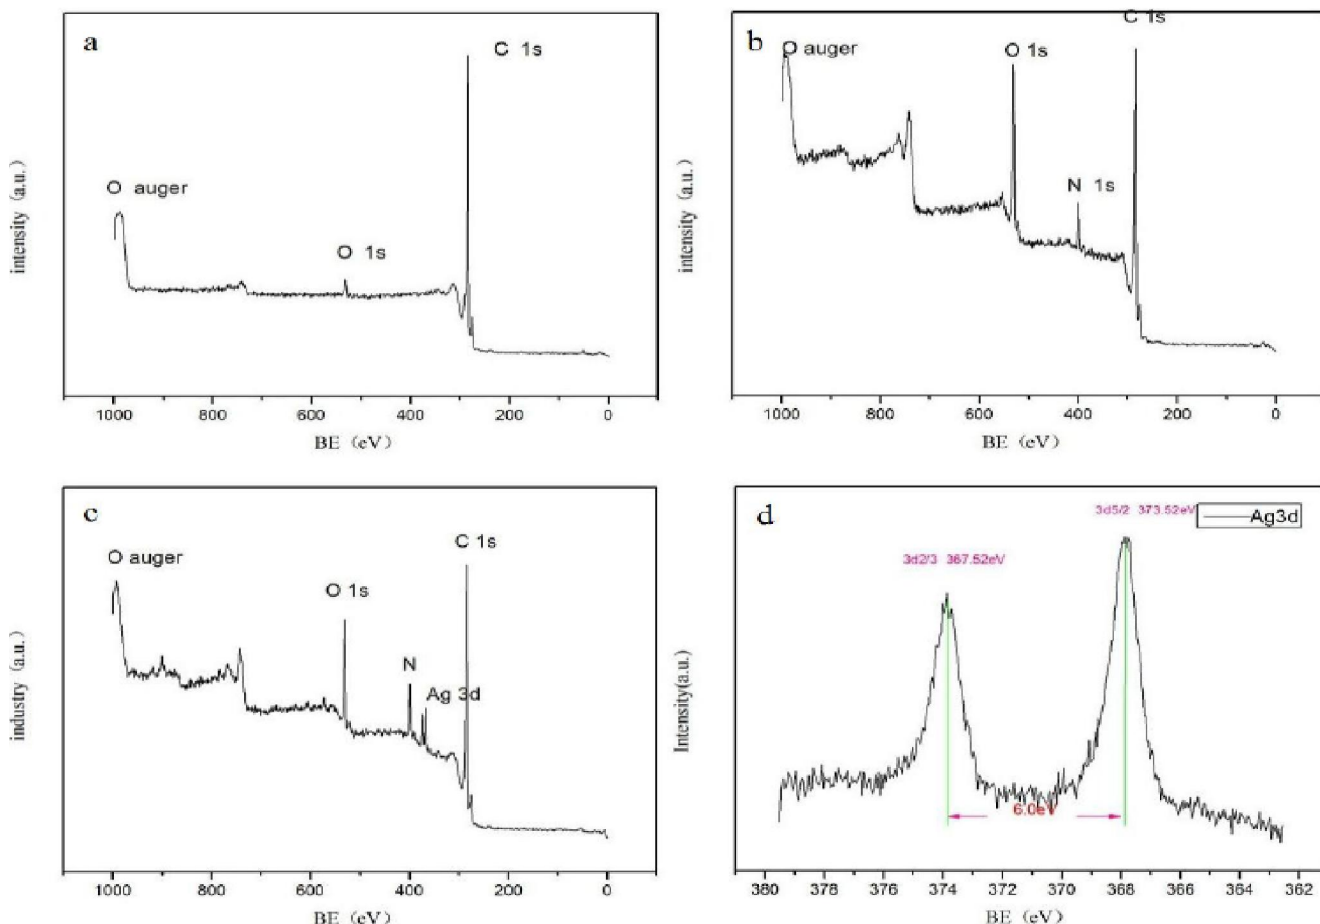 a
C 1s
O auger
O 1s
intensity (a.u.)
1000 800 600 400 200 0
BE (eV)
b
C 1s
O auger
O 1s
N 1s
intensity (a.u.)
1000 800 600 400 200 0
BE (eV)
c
C 1s
O auger
O 1s
N
Ag 3d
industry (a.u.)
1000 800 600 400 200 0
BE (eV)
d
3d5/2 373.52eV
Ag3d
3d2/3 367.52eV
6.0eV
Intensity(a.u.)
380 378 376 374 372 370 368 366 364 362
BE (eV)